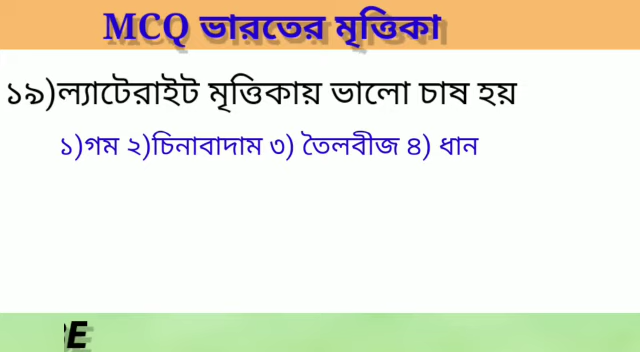 MCQ ভারতের মৃত্তিকা
১৯)ল্যাটেরাইট মৃত্তিকায় ভালো চাষ হয়
১)গম ২)চিনাবাদাম ৩) তৈলবীজ ৪) ধান